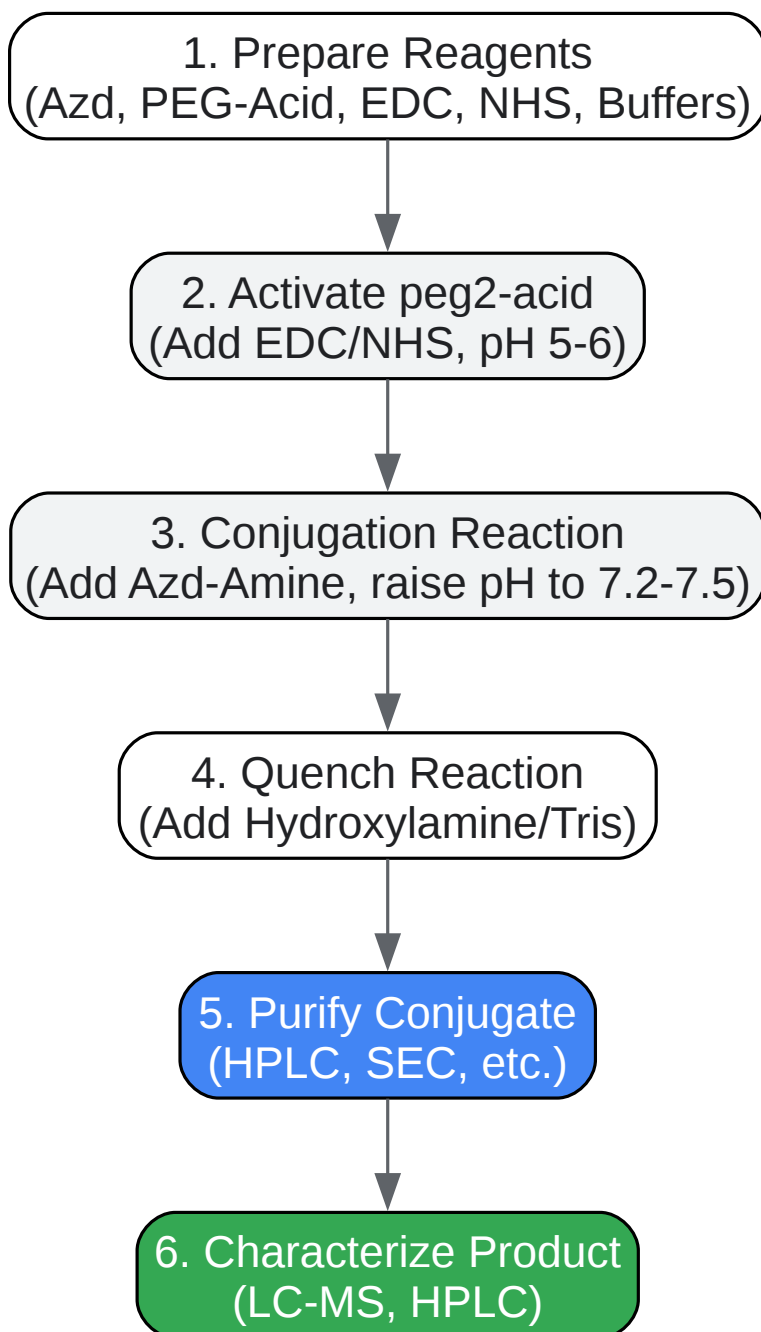 1. Prepare Reagents
(Azd, PEG-Acid, EDC, NHS, Buffers)
2. Activate peg2-acid
(Add EDC/NHS, pH 5-6)
3. Conjugation Reaction
(Add Azd-Amine, raise pH to 7.2-7.5)
4. Quench Reaction
(Add Hydroxylamine/Tris)
5. Purify Conjugate
(HPLC, SEC, etc.)
6. Characterize Product
(LC-MS, HPLC)